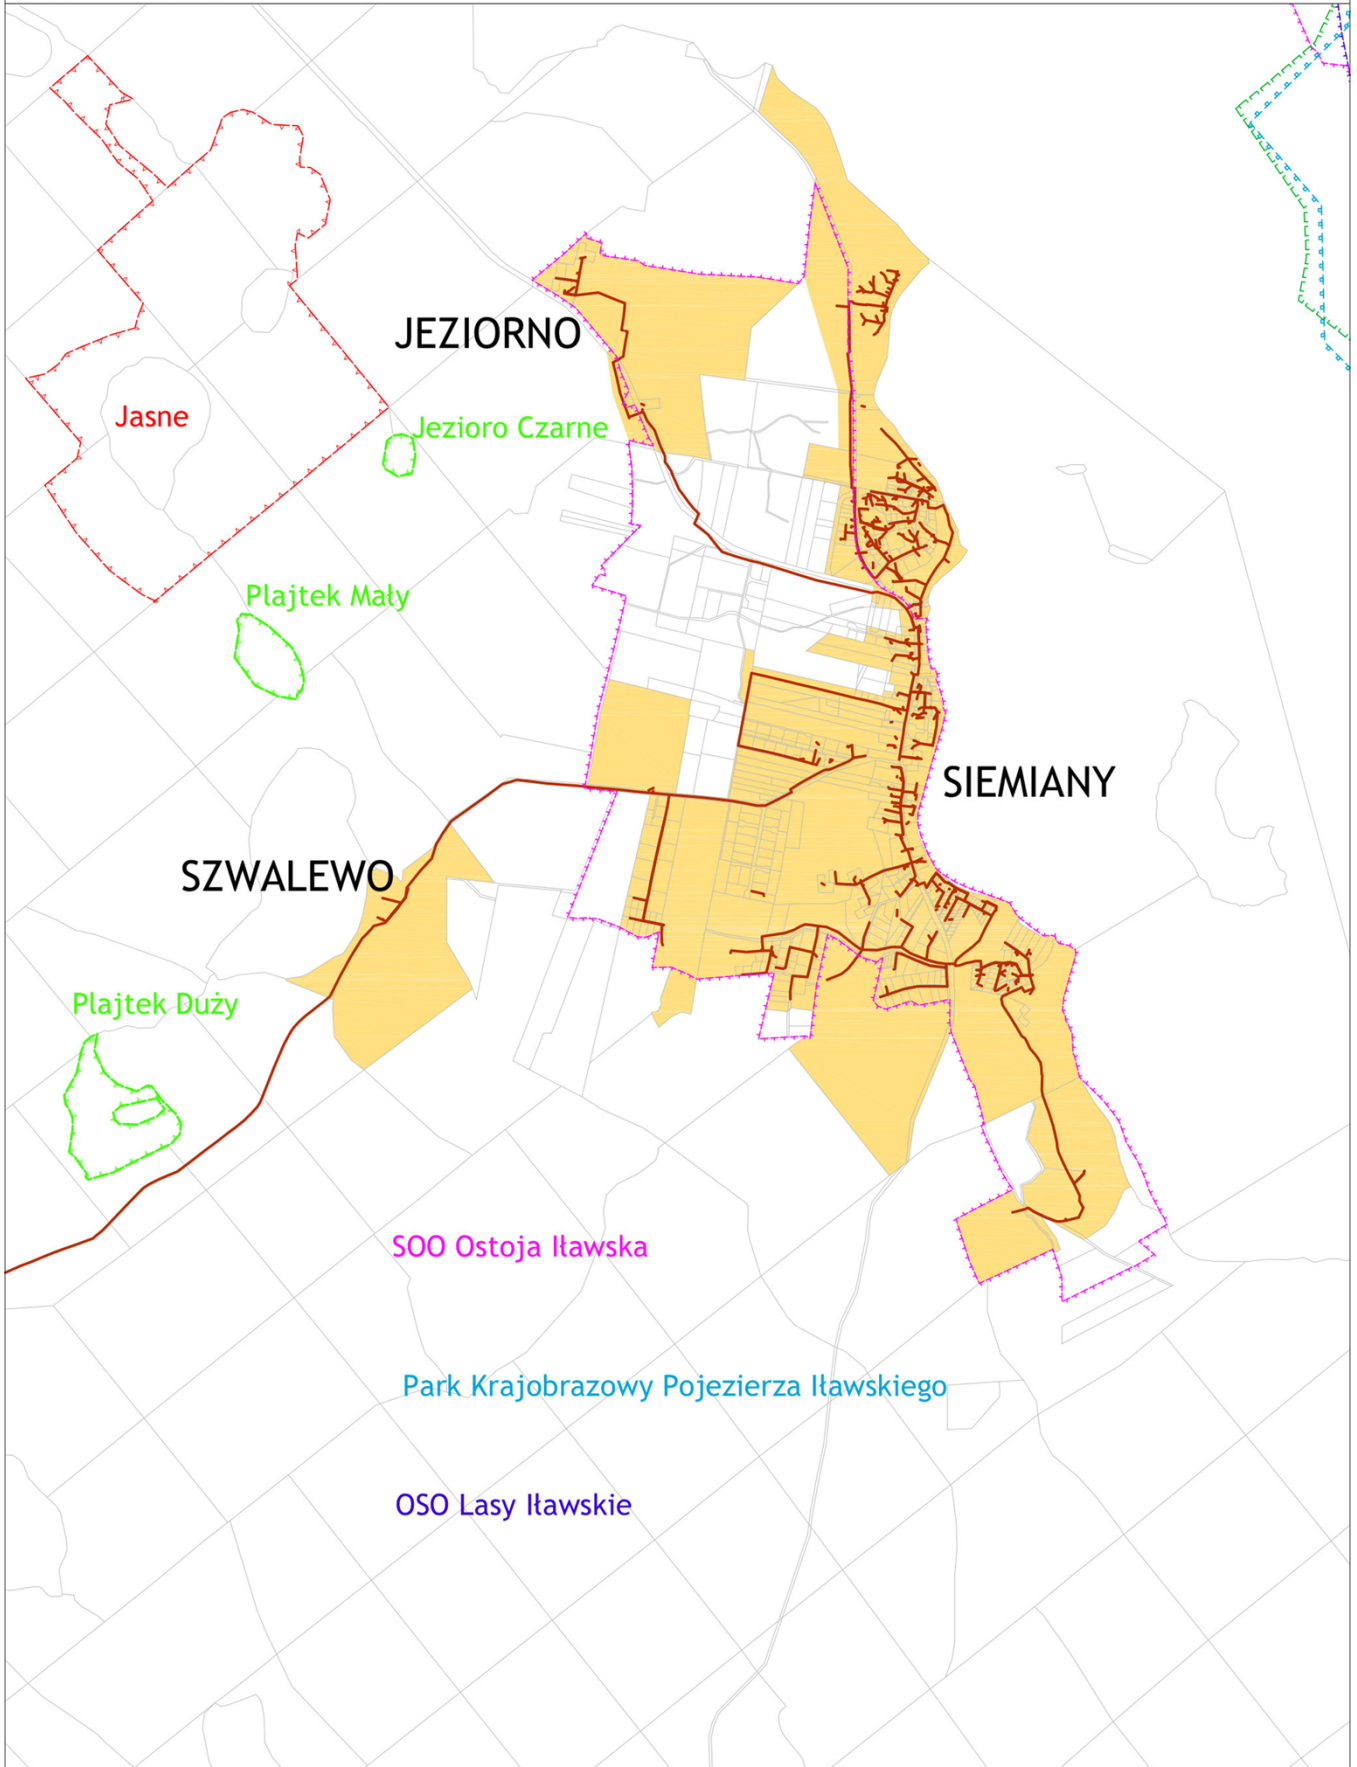 JEZIORNO
Jasne
Jezioro Czarne
Plajtek Mały
SIEMIANY
SZWALEWO
Plajtek Duży
SOO Ostoja Iławska
Park Krajobrazowy Pojezierza Iławskiego
OSO Lasy Iławskie